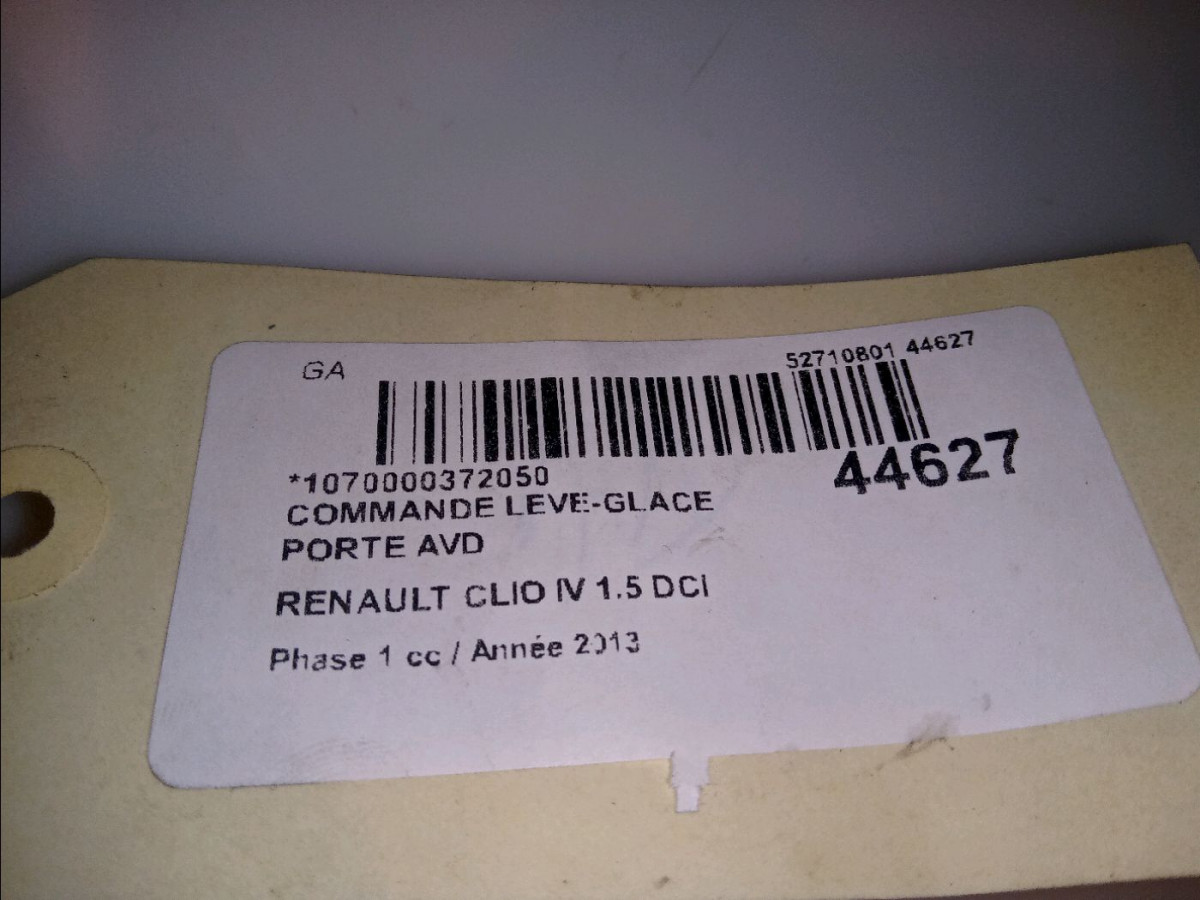 GA
52710801 44627
44627
*1070000372050
COMMANDE LEVE-GLACE
PORTE AVD
RENAULT CLIO IV 1.5 DCI
Phase 1 cc / Année 2013